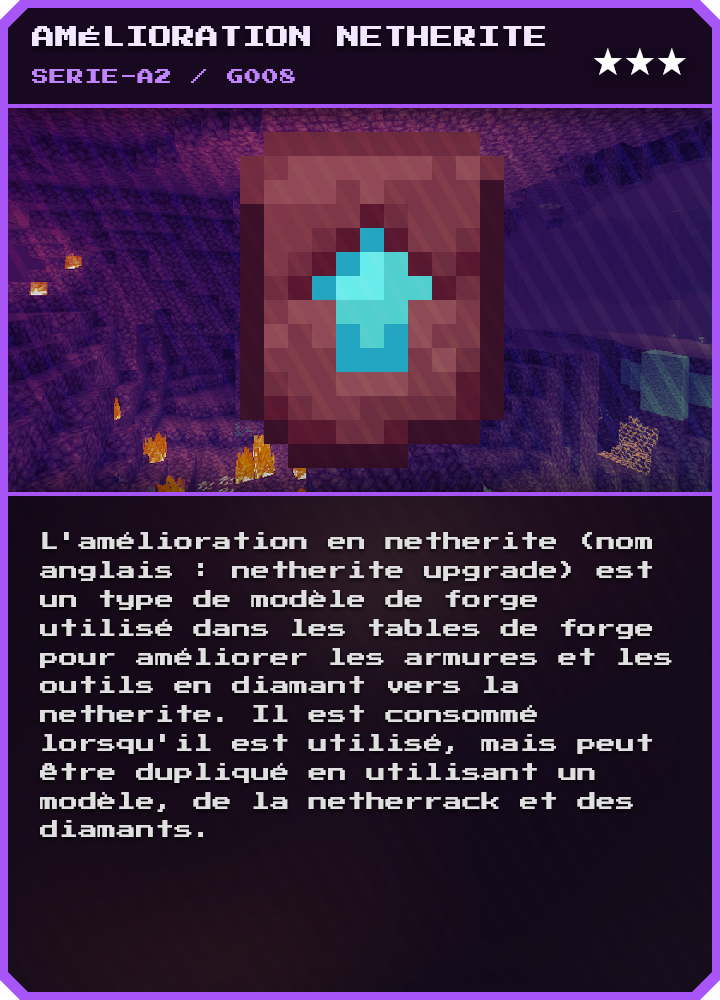 AMéLIORATION NETHERITE
SERIE-A2 / G008
★★★
L'amélioration en netherite (nom
anglais : netherite upgrade) est
un type de modèle de forge
utilisé dans les tables de forge
pour améliorer les armures et les
outils en diamant vers la
netherite. Il est consommé
lorsqu'il est utilisé, mais peut
être dupliqué en utilisant un
modèle, de la netherrack et des
diamants.